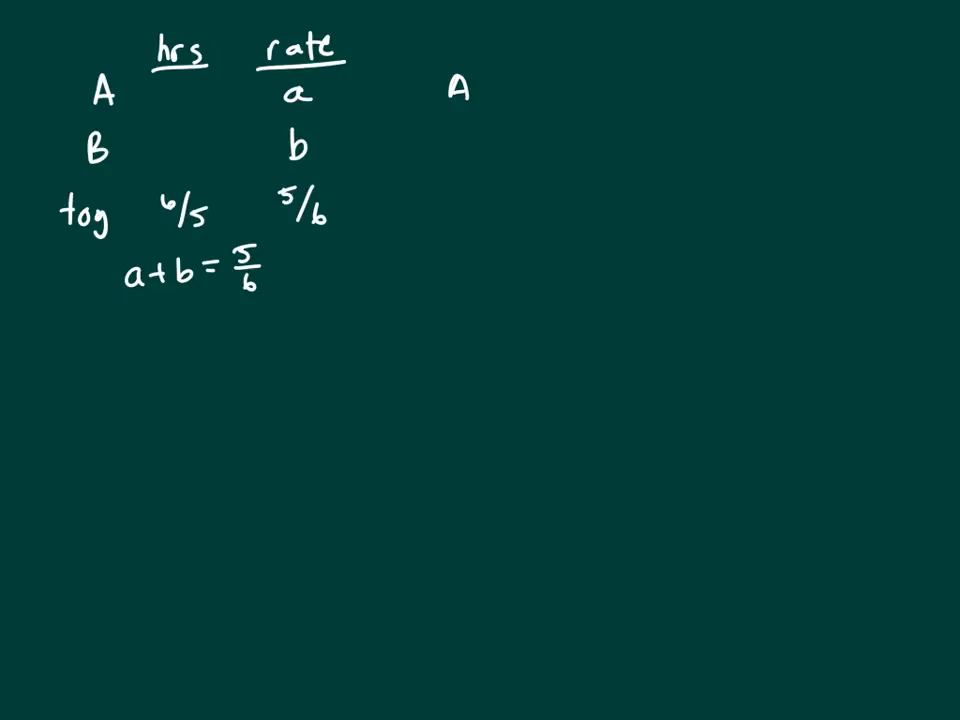 hrs rate
A a A
B b
tog 6/5 5/6
a+b = 5/6